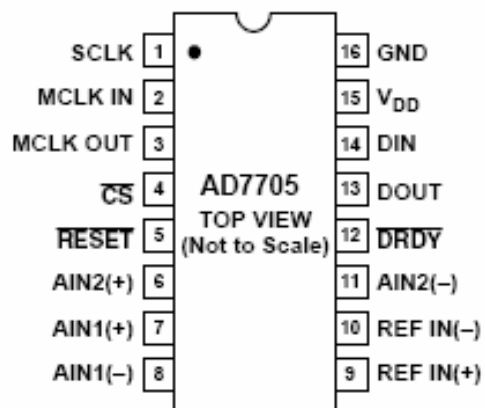 SCLK 1 16 GND
MCLK IN 2 15 VDD
MCLK OUT 3 14 DIN
CS 4 13 DOUT
AD7705
TOP VIEW
(Not to Scale)
RESET 5 12 DRDY
AIN2(+) 6 11 AIN2(–)
AIN1(+) 7 10 REF IN(–)
AIN1(–) 8 9 REF IN(+)